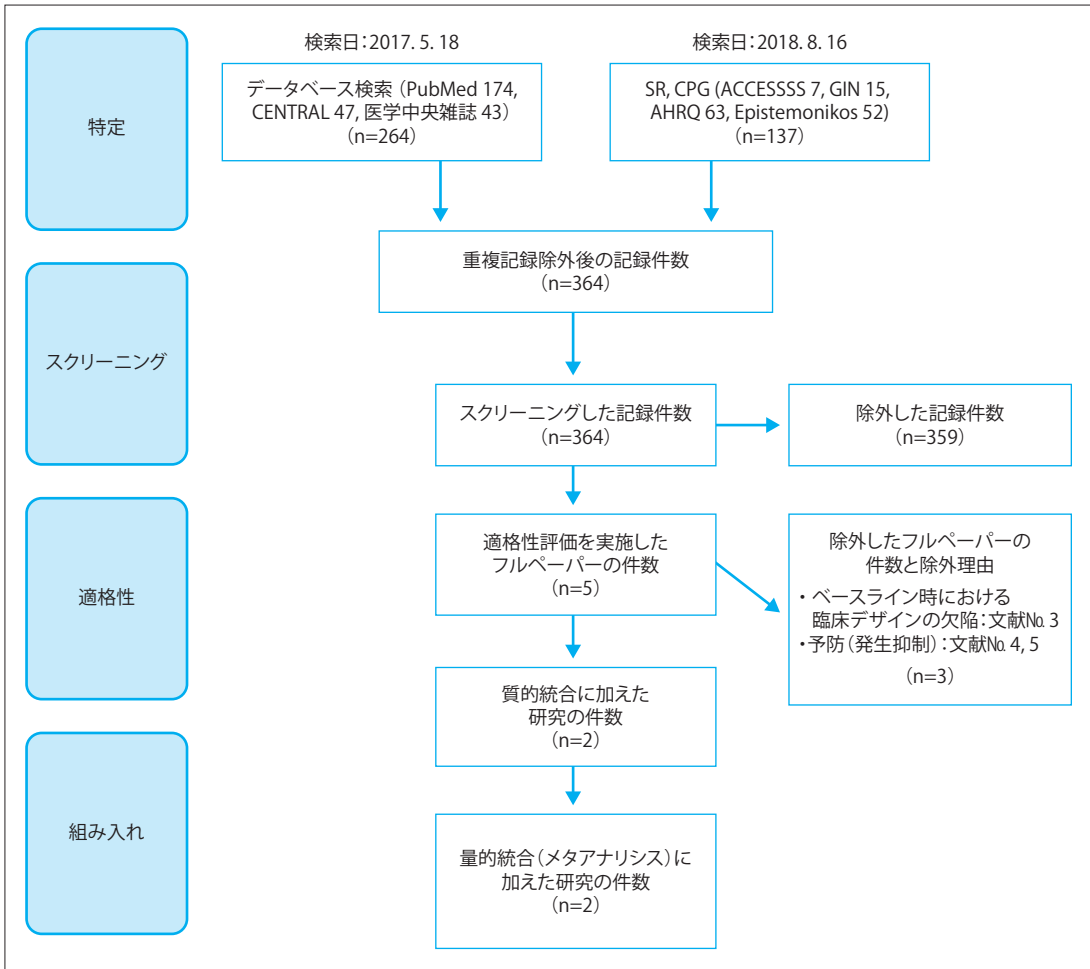 特定
検索日：2017. 5. 18
データベース検索（PubMed 174,
CENTRAL 47, 医学中央雑誌 43）
（n=264）
検索日：2018. 8. 16
SR, CPG (ACCESSSS 7, GIN 15,
AHRQ 63, Epistemonikos 52)
（n=137）
重複記録除外後の記録件数
（n=364）
スクリーニング
スクリーニングした記録件数
（n=364）
除外した記録件数
（n=359）
適格性
適格性評価を実施した
フルペーパーの件数
（n=5）
除外したフルペーパーの
件数と除外理由
・ ベースライン時における
臨床デザインの欠陥：文献№ 3
・予防（発生抑制）：文献№ 4, 5
（n=3）
質的統合に加えた
研究の件数
（n=2）
組み入れ
量的統合（メタアナリシス）に
加えた研究の件数
（n=2）